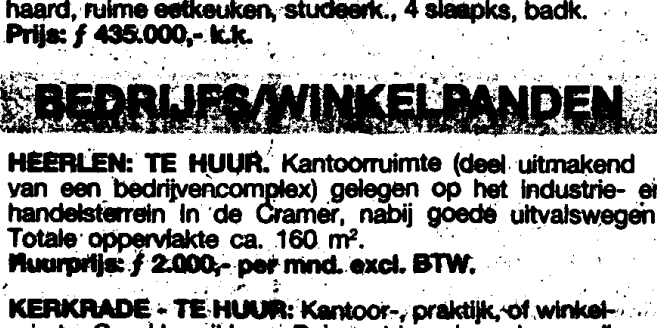 haard, ruime eetkeuken, studeerk., 4 slaapks, badk.
Prijs: ƒ 435.000,- k.k.
BEDRIJFS/WINKELPANDEN
HEERLEN: TE HUUR. Kantoorruimte (deel uitmakend
van een bedrijvencomplex) gelegen op het industrie- en
handelsterrein In de Cramer, nabij goede uitvalswegen
Totale oppervlakte ca. 160 m².
Huurprijs: ƒ 2.000,- per mnd. excl. BTW.
KERKRADE - TE HUUR: Kantoor-, praktijk, of winkel-